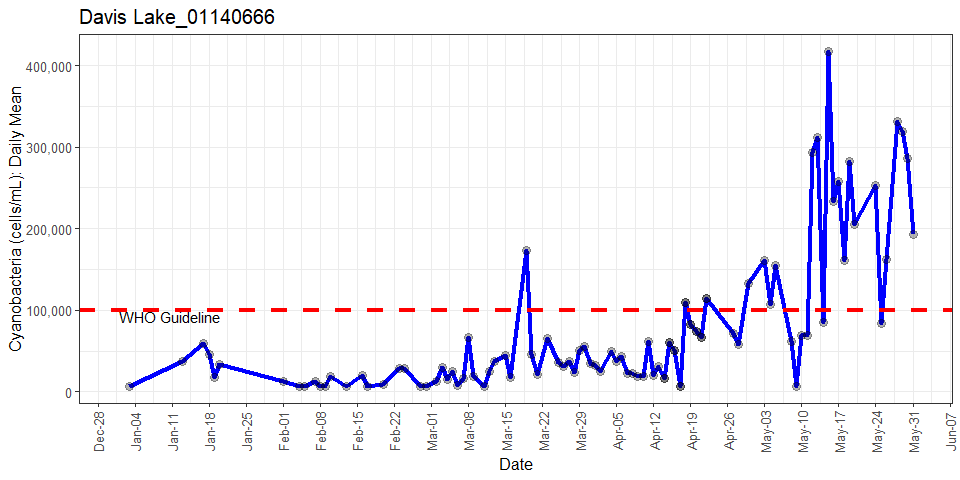 Davis Lake_01140666
Cyanobacteria (cells/mL): Daily Mean
400,000
300,000
200,000
100,000
0
WHO Guideline
Dec-28
Jan-04
Jan-11
Jan-18
Jan-25
Feb-01
Feb-08
Feb-15
Feb-22
Mar-01
Mar-08
Mar-15
Mar-22
Mar-29
Apr-05
Apr-12
Apr-19
Apr-26
May-03
May-10
May-17
May-24
May-31
Jun-07
Date